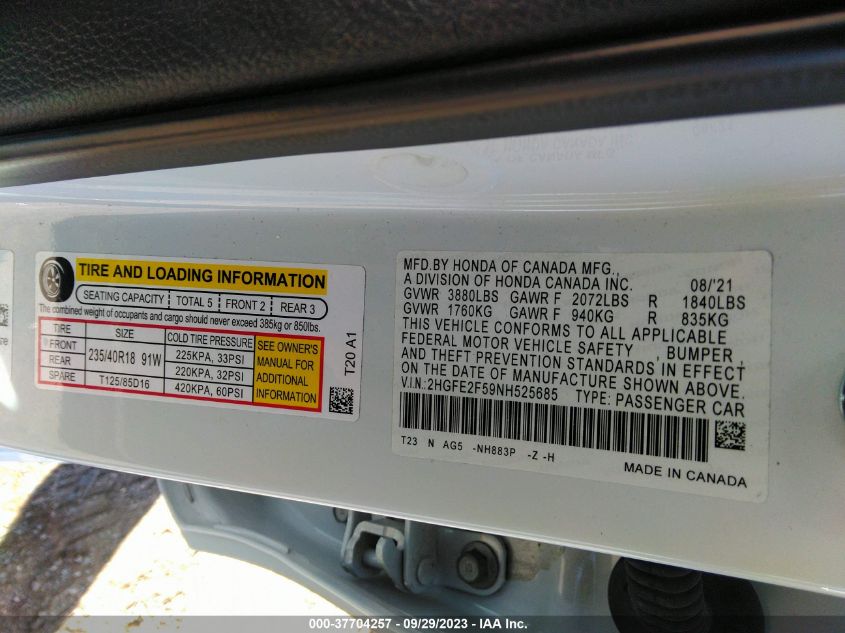 TIRE AND LOADING INFORMATION
SEATING CAPACITY TOTAL 5 FRONT 2 REAR 3
The combined weight of occupants and cargo should never exceed 385kg or 850lbs.
TIRE SIZE COLD TIRE PRESSURE
FRONT 235/40R18 91W 225KPA, 33PSI
REAR 220KPA, 32PSI
SPARE T125/85D16 420KPA, 60PSI
SEE OWNER'S
MANUAL FOR
ADDITIONAL
INFORMATION
T20 A1
MFD.BY HONDA OF CANADA MFG.,
A DIVISION OF HONDA CANADA INC. 08/'21
GVWR 3880LBS GAWR F 2072LBS R 1840LBS
GVWR 1760KG GAWR F 940KG R 835KG
THIS VEHICLE CONFORMS TO ALL APPLICABLE
FEDERAL MOTOR VEHICLE SAFETY , BUMPER
AND THEFT PREVENTION STANDARDS IN EFFECT
ON THE DATE OF MANUFACTURE SHOWN ABOVE.
V.I.N.:2HGFE2F59NH525685 TYPE: PASSENGER CAR
T23 N AG5 -NH883P -Z -H
MADE IN CANADA
000-37704257 - 09/29/2023 - IAA Inc.